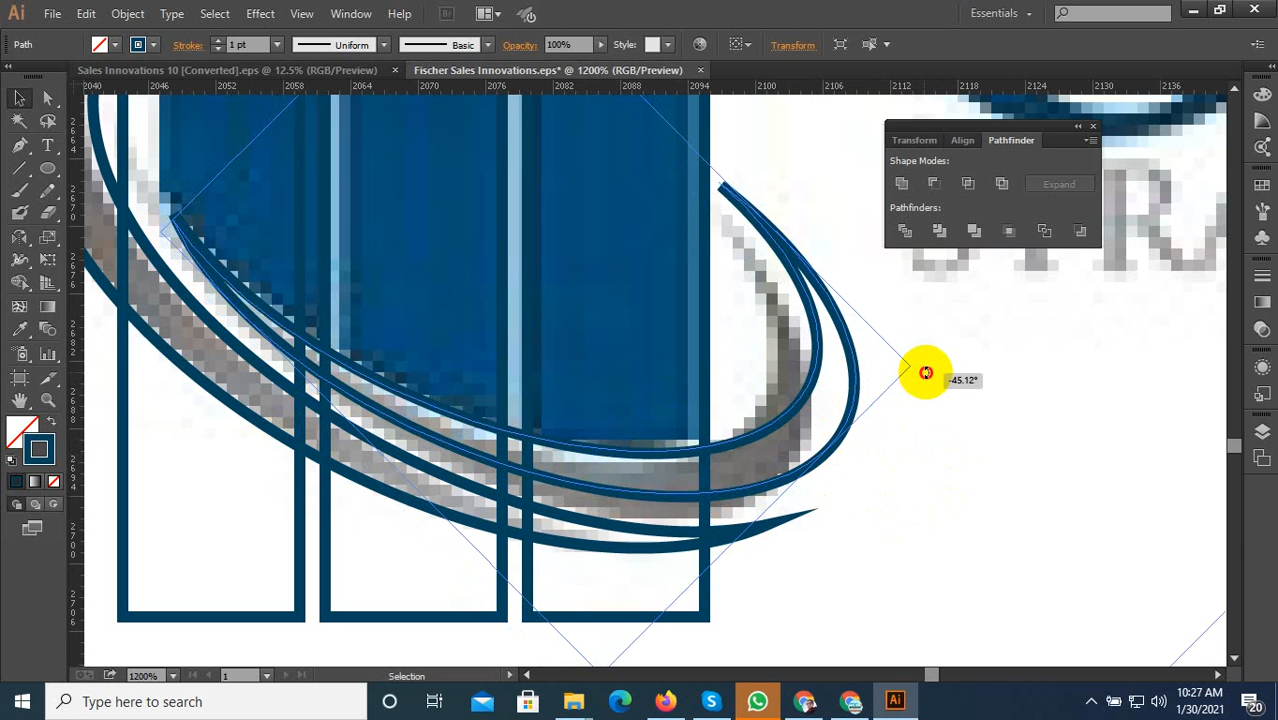 Ai File Edit Object Type Select Effect View Window Help Br Essentials
Path Stroke: 1 pt Uniform Basic Opacity: 100% Style: Transform
Sales Innovations 10 [Converted].eps @ 12.5% (RGB/Preview) Fischer Sales Innovations.eps* @ 1200% (RGB/Preview)
2040 2046 2052 2064 2070 2076 2082 2088 2094 2100 2106 2112 2118 2124 2130 2136
Transform Align Pathfinder
Shape Modes:
Expand
Pathfinders:
-45.12°
1200% 1 Selection
Type here to search
10:27 AM
1/30/2021
20